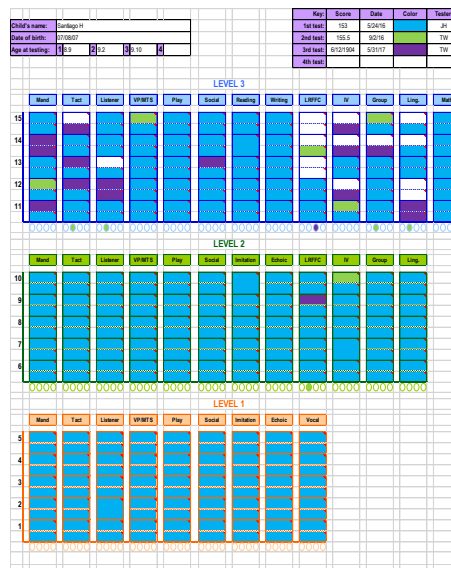 Key: Score Date Color Tester
Child's name: Santiago H 1st test: 153 5/24/16 JH
Date of birth: 07/08/07 2nd test: 155.5 9/2/16 TW
Age at testing: 1 8.9 2 9.2 3 9.10 4 3rd test: 6/12/1904 5/31/17 TW
4th test:
LEVEL 3
Mand Tact Listener VP/MTS Play Social Reading Writing LRFFC IV Group Ling. Mat
15
14
13
12
11
LEVEL 2
Mand Tact Listener VP/MTS Play Social Imitation Echoic LRFFC IV Group Ling.
10
9
8
7
6
LEVEL 1
Mand Tact Listener VP/MTS Play Social Imitation Echoic Vocal
5
4
3
2
1